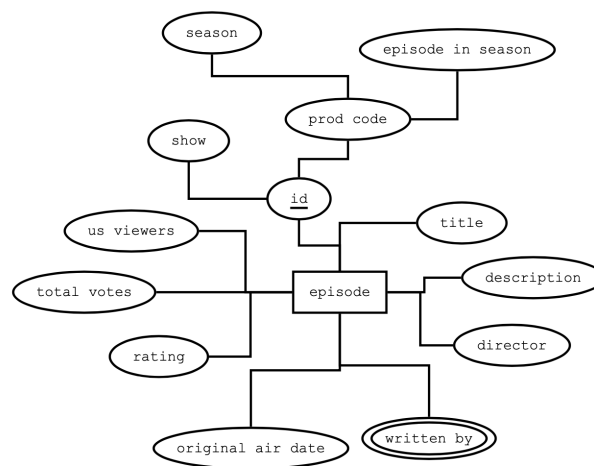 season
episode in season
prod code
show
id
title
us viewers
description
total votes
episode
director
rating
written by
original air date